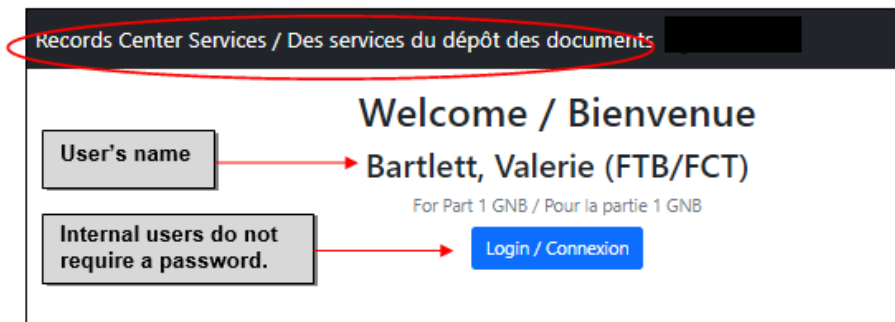 Records Center Services / Des services du dépôt des documents
Welcome / Bienvenue
User's name
Bartlett, Valerie (FTB/FCT)
For Part 1 GNB / Pour la partie 1 GNB
Internal users do not
require a password.
Login / Connexion